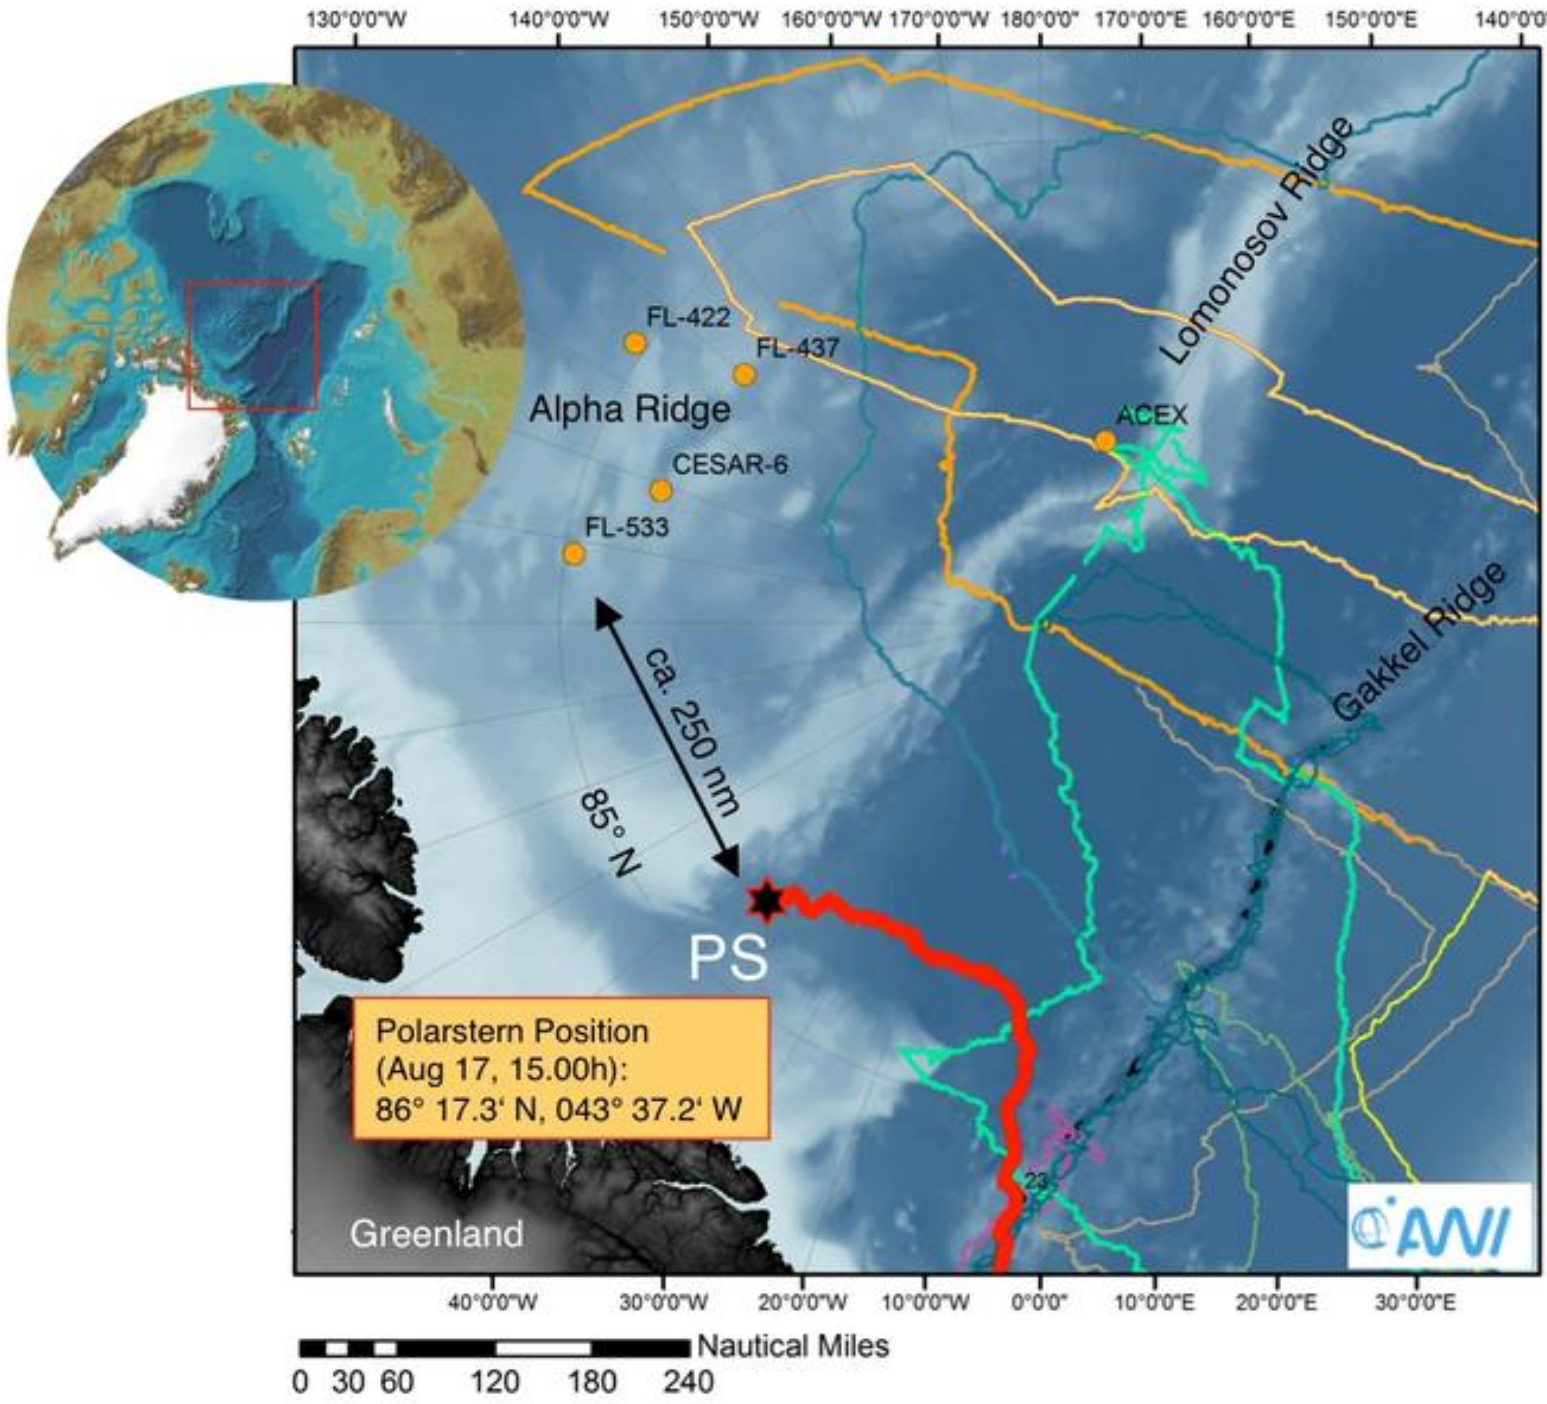 130°0'0"W 140°0'0"W 150°0'0"W 160°0'0"W 170°0'0"W 180°0'0" 170°0'0"E 160°0'0"E 150°0'0"E 140°0'0
Lomonosov Ridge
FL-422
FL-437
Alpha Ridge
ACEX
CESAR-6
FL-533
Gakkel Ridge
ca. 250 nm
85° N
PS
Polarstern Position
(Aug 17, 15.00h):
86° 17.3‘ N, 043° 37.2‘ W
23
Greenland
AWI
40°0'0"W 30°0'0"W 20°0'0"W 10°0'0"W 0°0'0" 10°0'0"E 20°0'0"E 30°0'0"E
Nautical Miles
0 30 60 120 180 240